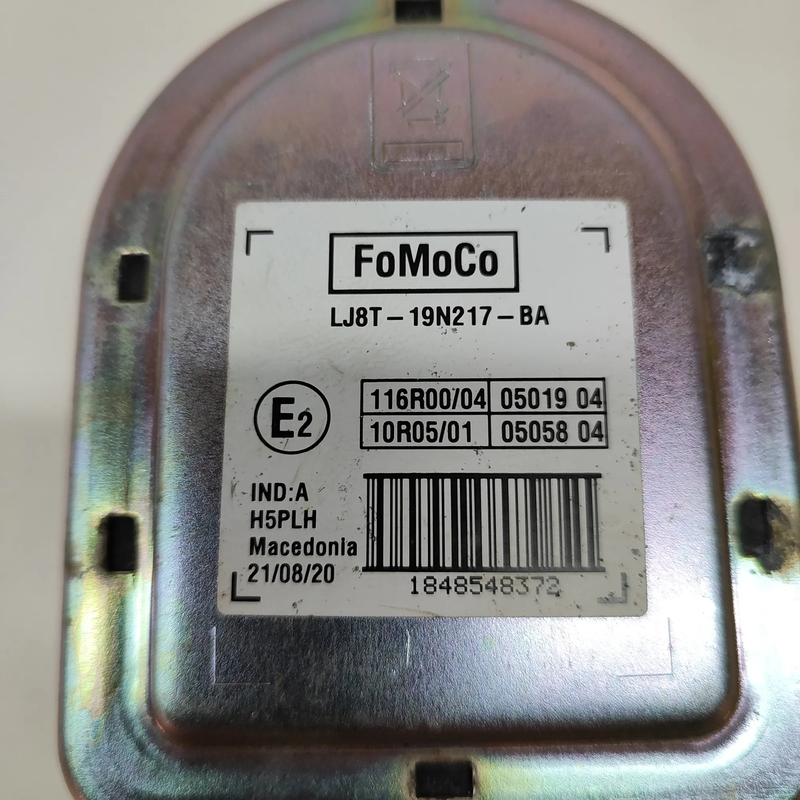 FoMoCo
LJ8T-19N217-BA
E2
116R00/04 05019 04
10R05/01 05058 04
IND:A
H5PLH
Macedonia
21/08/20
1848548372